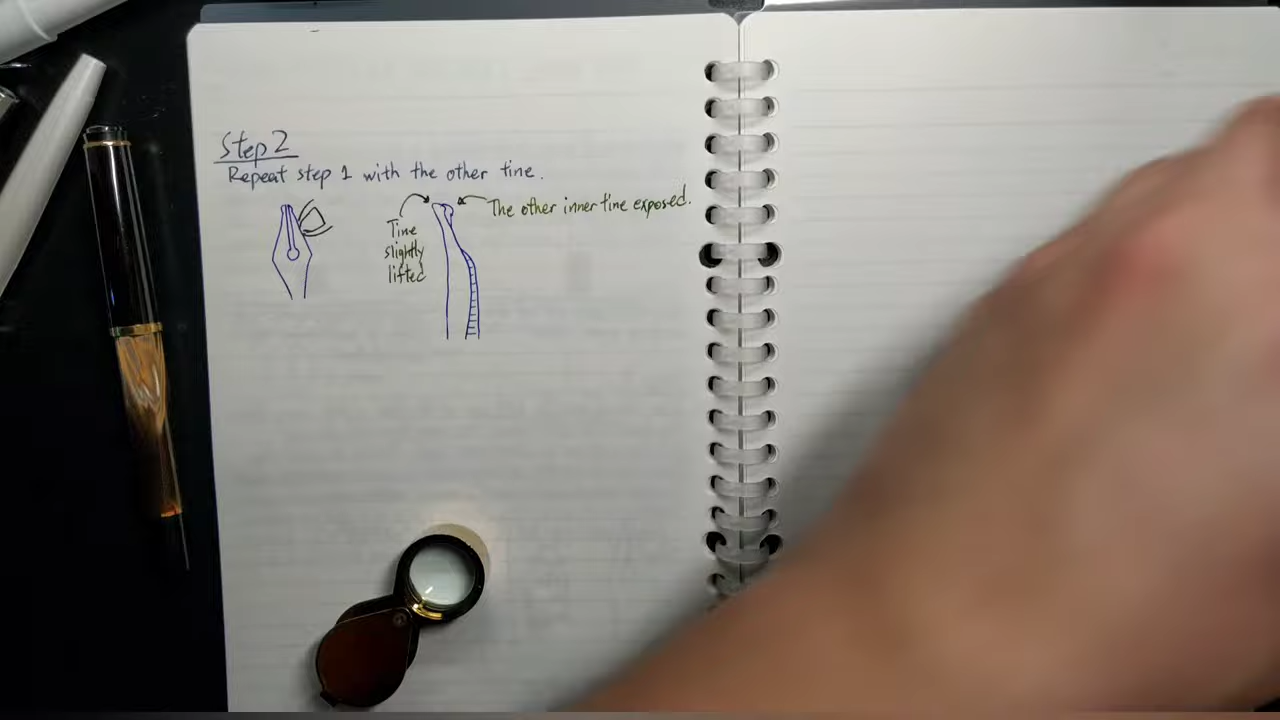 Step 2
Repeat step 1 with the other tine.
The other inner tine exposed.
Tine
slightly
lifted